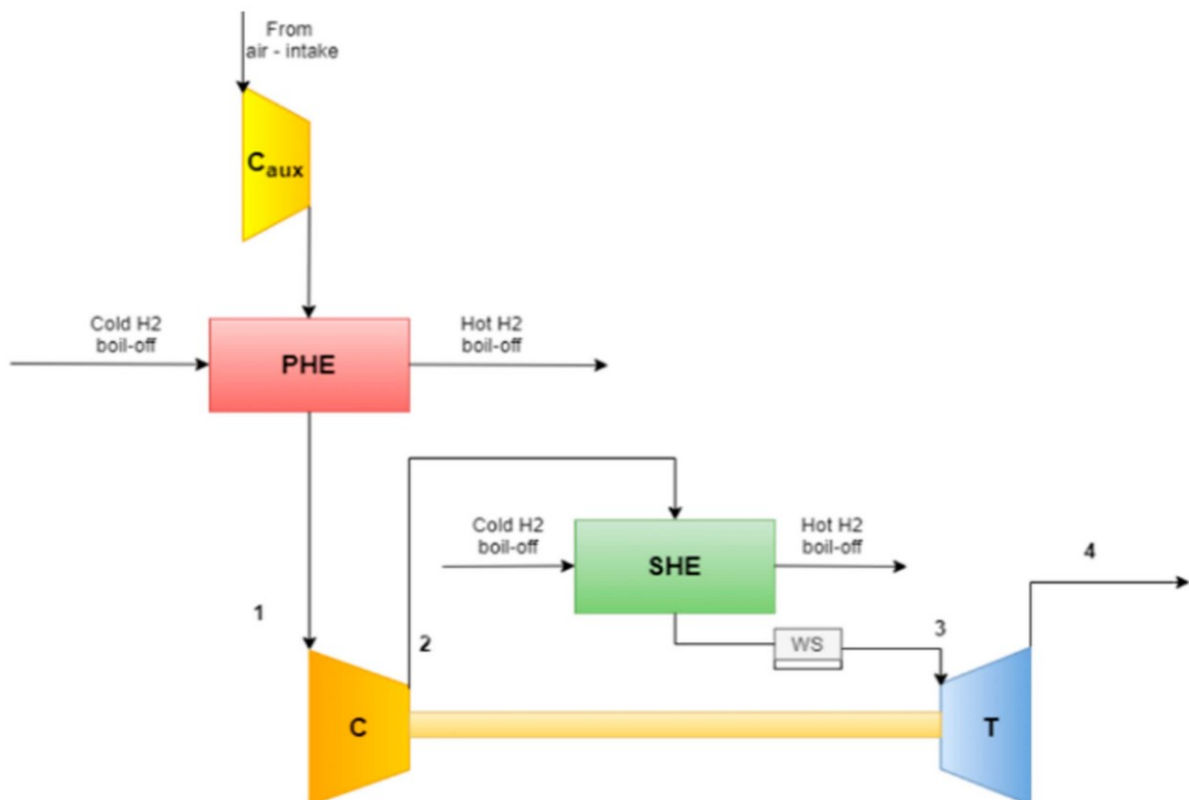 From
air - intake
Caux
Cold H2
boil-off
PHE
Hot H2
boil-off
Cold H2
boil-off
SHE
Hot H2
boil-off
4
1
2
WS
3
C
T